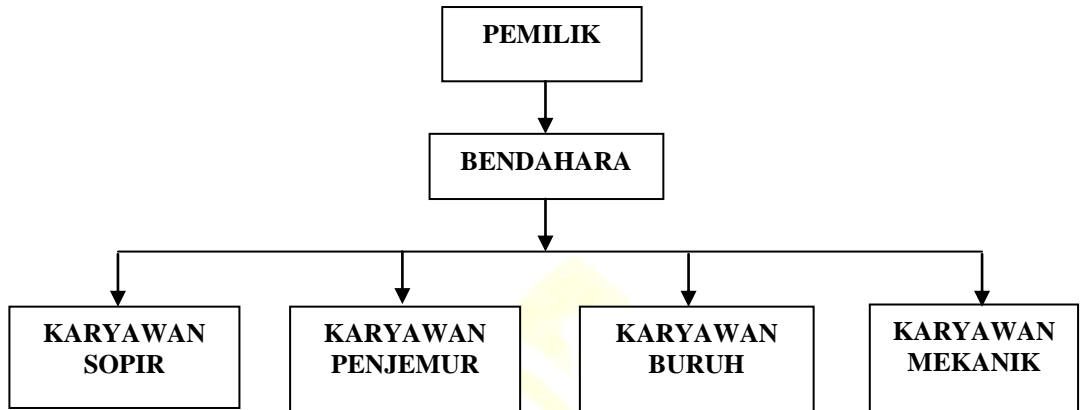 PEMILIK
BENDAHARA
KARYAWAN
SOPIR
KARYAWAN
PENJEMUR
KARYAWAN
BURUH
KARYAWAN
MEKANIK